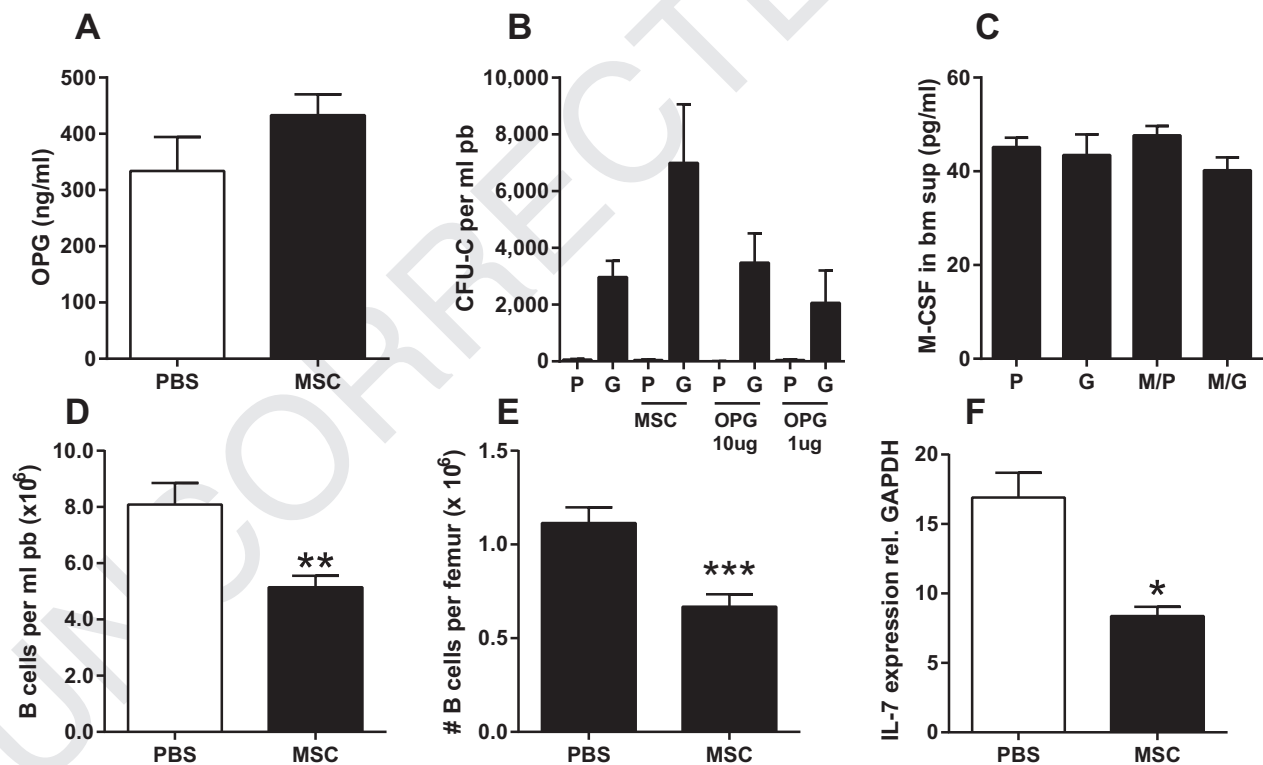 A
OPG (ng/ml)
500
400
300
200
100
0
PBS MSC
B
CFU-C per ml pb
10,000
8,000
6,000
4,000
2,000
0
P G P G P G P G
MSC OPG OPG
10ug 1ug
C
M-CSF in bm sup (pg/ml)
60
40
20
0
P G M/P M/G
D
B cells per ml pb (x10⁶)
10.0
8.0
6.0
4.0
2.0
0.0
**
PBS MSC
E
# B cells per femur (x 10⁶)
1.5
1.0
0.5
0.0
***
PBS MSC
F
IL-7 expression rel. GAPDH
20
15
10
5
0
*
PBS MSC
UNCORRECTE